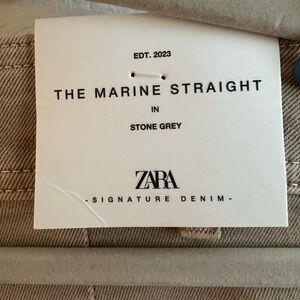 EDT. 2023
THE MARINE STRAIGHT
IN
STONE GREY
ZARA
-SIGNATURE DENIM-